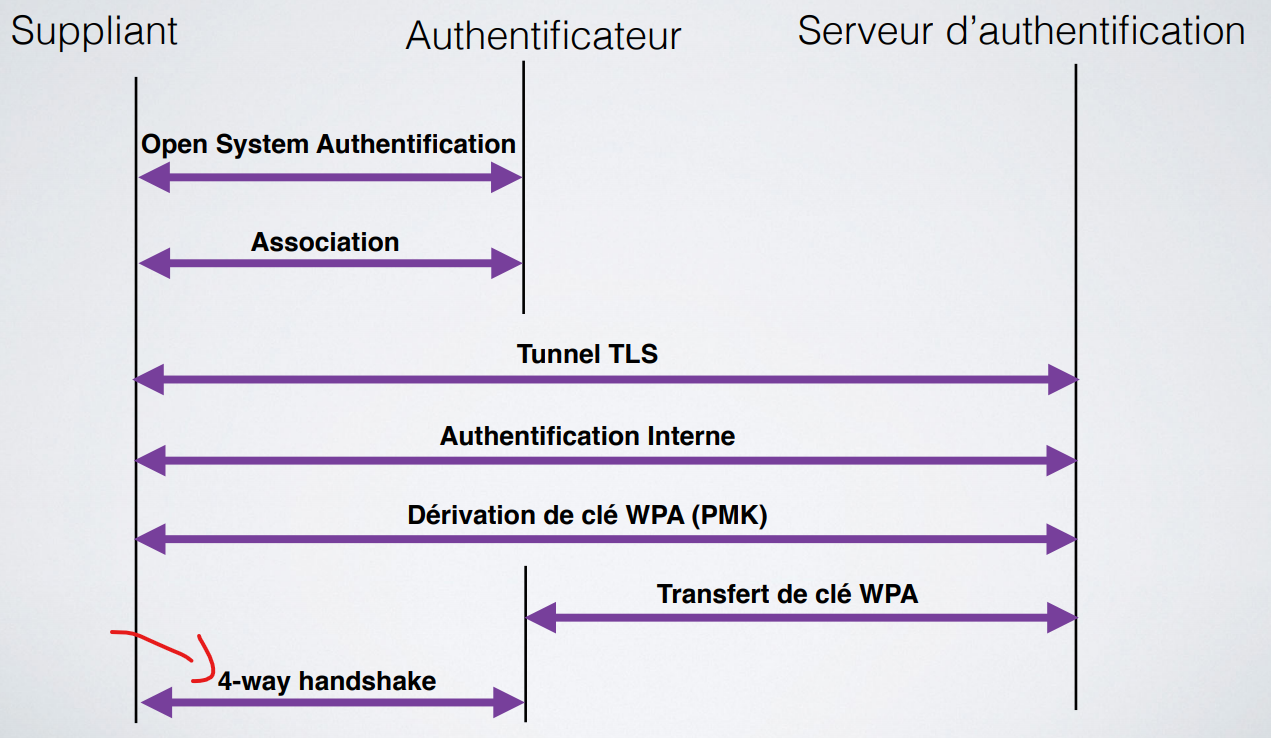 Suppliant
Authentificateur
Serveur d'authentification
Open System Authentification
Association
Tunnel TLS
Authentification Interne
Dérivation de clé WPA (PMK)
Transfert de clé WPA
4-way handshake